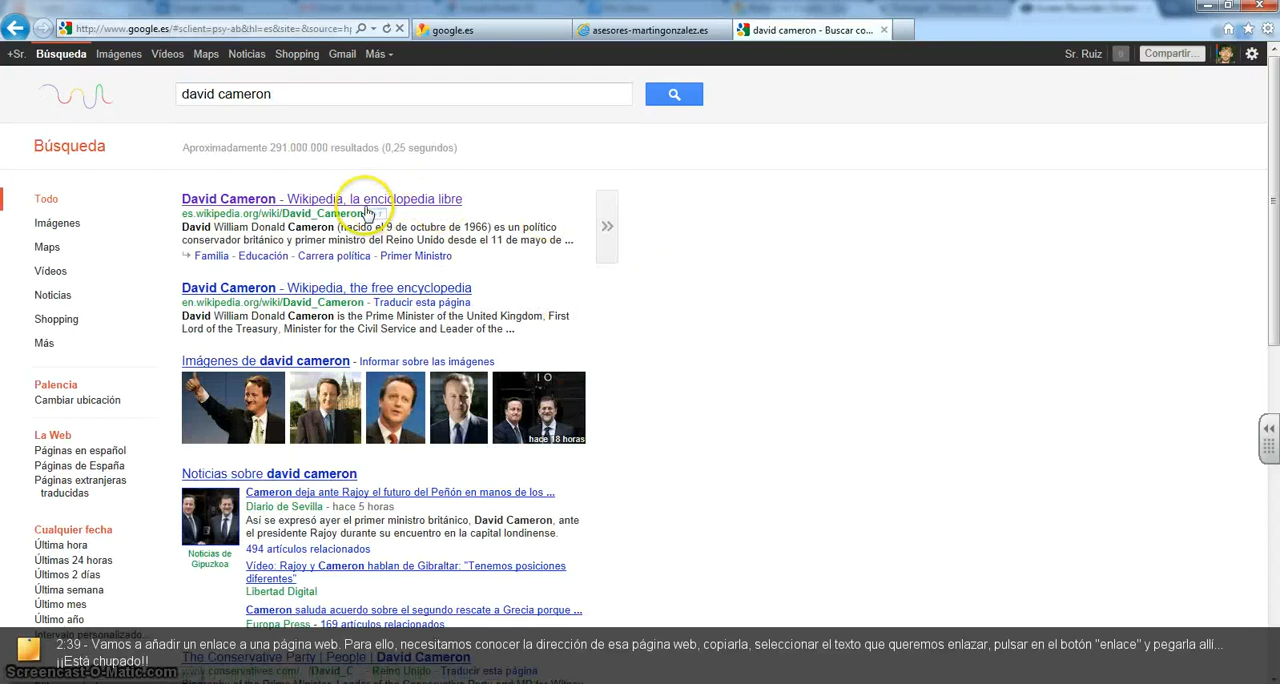 http://www.google.es/#sclient=psy-ab&hl=es&site=&source=hp
google.es
asesores-martingonzalez.es
david cameron - Buscar co...
+Sr. Búsqueda Imágenes Vídeos Maps Noticias Shopping Gmail Más
Sr. Ruiz 0 Compartir...
david cameron
Búsqueda
Aproximadamente 291.000.000 resultados (0,25 segundos)
Todo
Imágenes
Maps
Vídeos
Noticias
Shopping
Más
Palencia
Cambiar ubicación
La Web
Páginas en español
Páginas de España
Páginas extranjeras
traducidas
Cualquier fecha
Última hora
Últimas 24 horas
Últimos 2 días
Última semana
Último mes
Último año
Intervalo personalizado...
David Cameron - Wikipedia, la enciclopedia libre
es.wikipedia.org/wiki/David_Cameron
David William Donald Cameron (nacido el 9 de octubre de 1966) es un político
conservador británico y primer ministro del Reino Unido desde el 11 de mayo de ...
Familia - Educación - Carrera política - Primer Ministro
David Cameron - Wikipedia, the free encyclopedia
en.wikipedia.org/wiki/David_Cameron - Traducir esta página
David William Donald Cameron is the Prime Minister of the United Kingdom, First
Lord of the Treasury, Minister for the Civil Service and Leader of the ...
Imágenes de david cameron - Informar sobre las imágenes
hace 18 horas
Noticias sobre david cameron
Noticias de
Gipuzkoa
Cameron deja ante Rajoy el futuro del Peñón en manos de los ...
Diario de Sevilla - hace 5 horas
Así se expresó ayer el primer ministro británico, David Cameron, ante
el presidente Rajoy durante su encuentro en la capital londinense.
494 artículos relacionados
Vídeo: Rajoy y Cameron hablan de Gibraltar: "Tenemos posiciones
diferentes"
Libertad Digital
Cameron saluda acuerdo sobre el segundo rescate a Grecia porque ...
Europa Press - 169 artículos relacionados
The Conservative Party | People | David Cameron
www.conservatives.com/ Traducir esta página
2:39 - Vamos a añadir un enlace a una página web. Para ello, necesitamos conocer la dirección de esa página web, copiarla, seleccionar el texto que queremos enlazar, pulsar en el botón "enlace" y pegarla allí...
¡¡Está chupado!!
Screencast-O-Matic.com